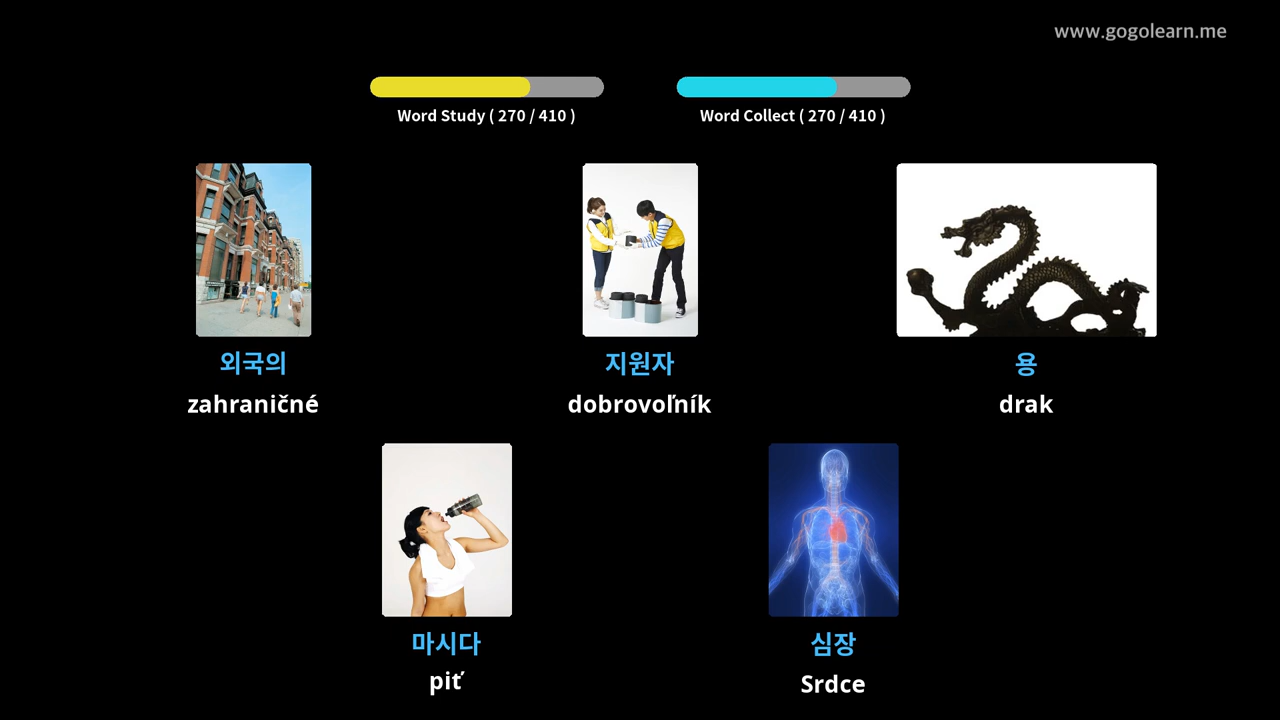 www.gogolearn.me
Word Study ( 270 / 410 )
Word Collect ( 270 / 410 )
외국의
zahraničné
지원자
dobrovoľník
용
drak
마시다
piť
심장
Srdce